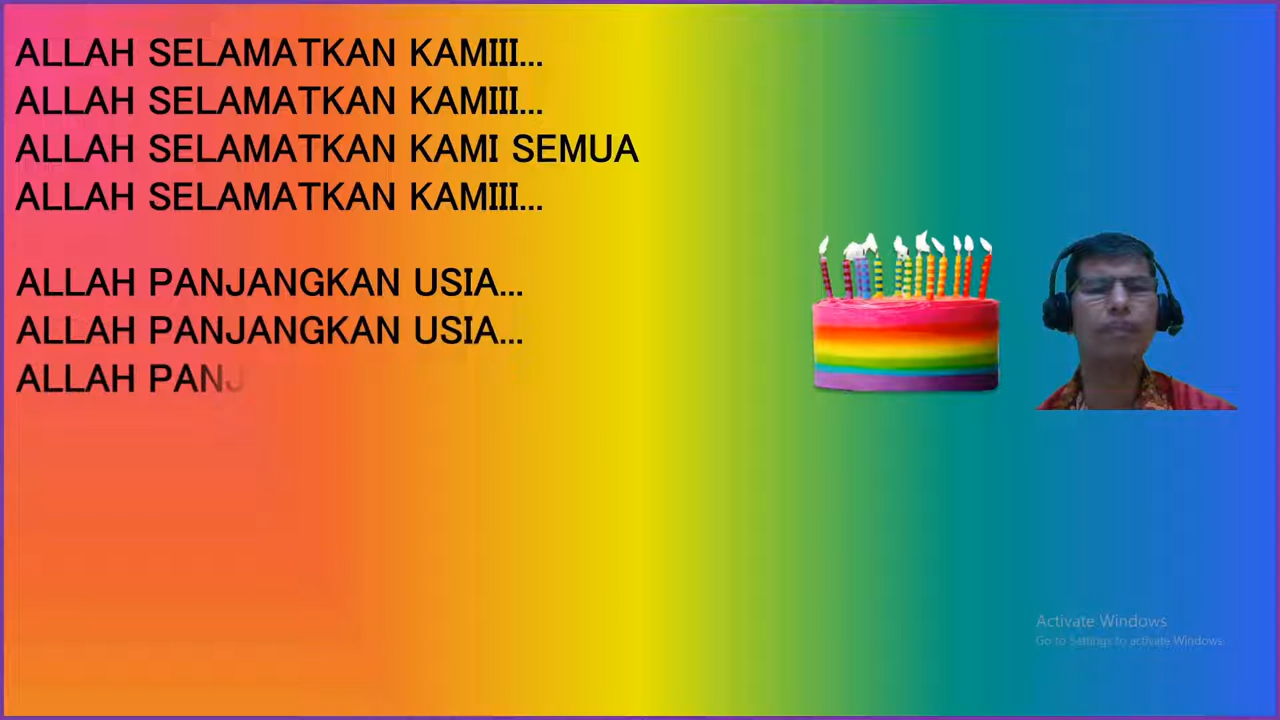 ALLAH SELAMATKAN KAMIII...
ALLAH SELAMATKAN KAMIII...
ALLAH SELAMATKAN KAMI SEMUA
ALLAH SELAMATKAN KAMIII...
ALLAH PANJANGKAN USIA...
ALLAH PANJANGKAN USIA...
ALLAH PANJ
Activate Windows
Go to Settings to activate Windows.